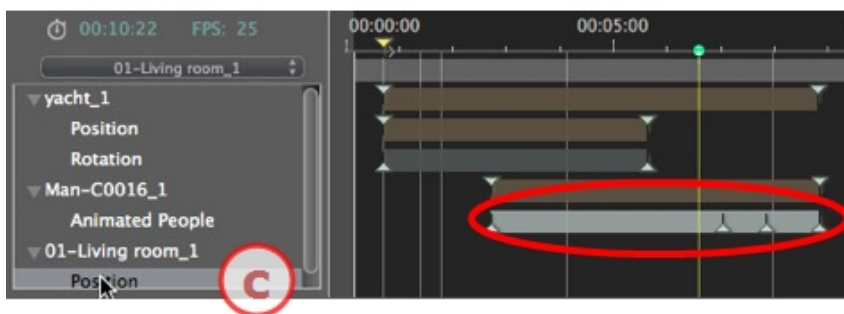 00:10:22 FPS: 25
00:00:00 00:05:00
1
01-Living room_1
yacht_1
Position
Rotation
Man-C0016_1
Animated People
01-Living room_1
Position
C